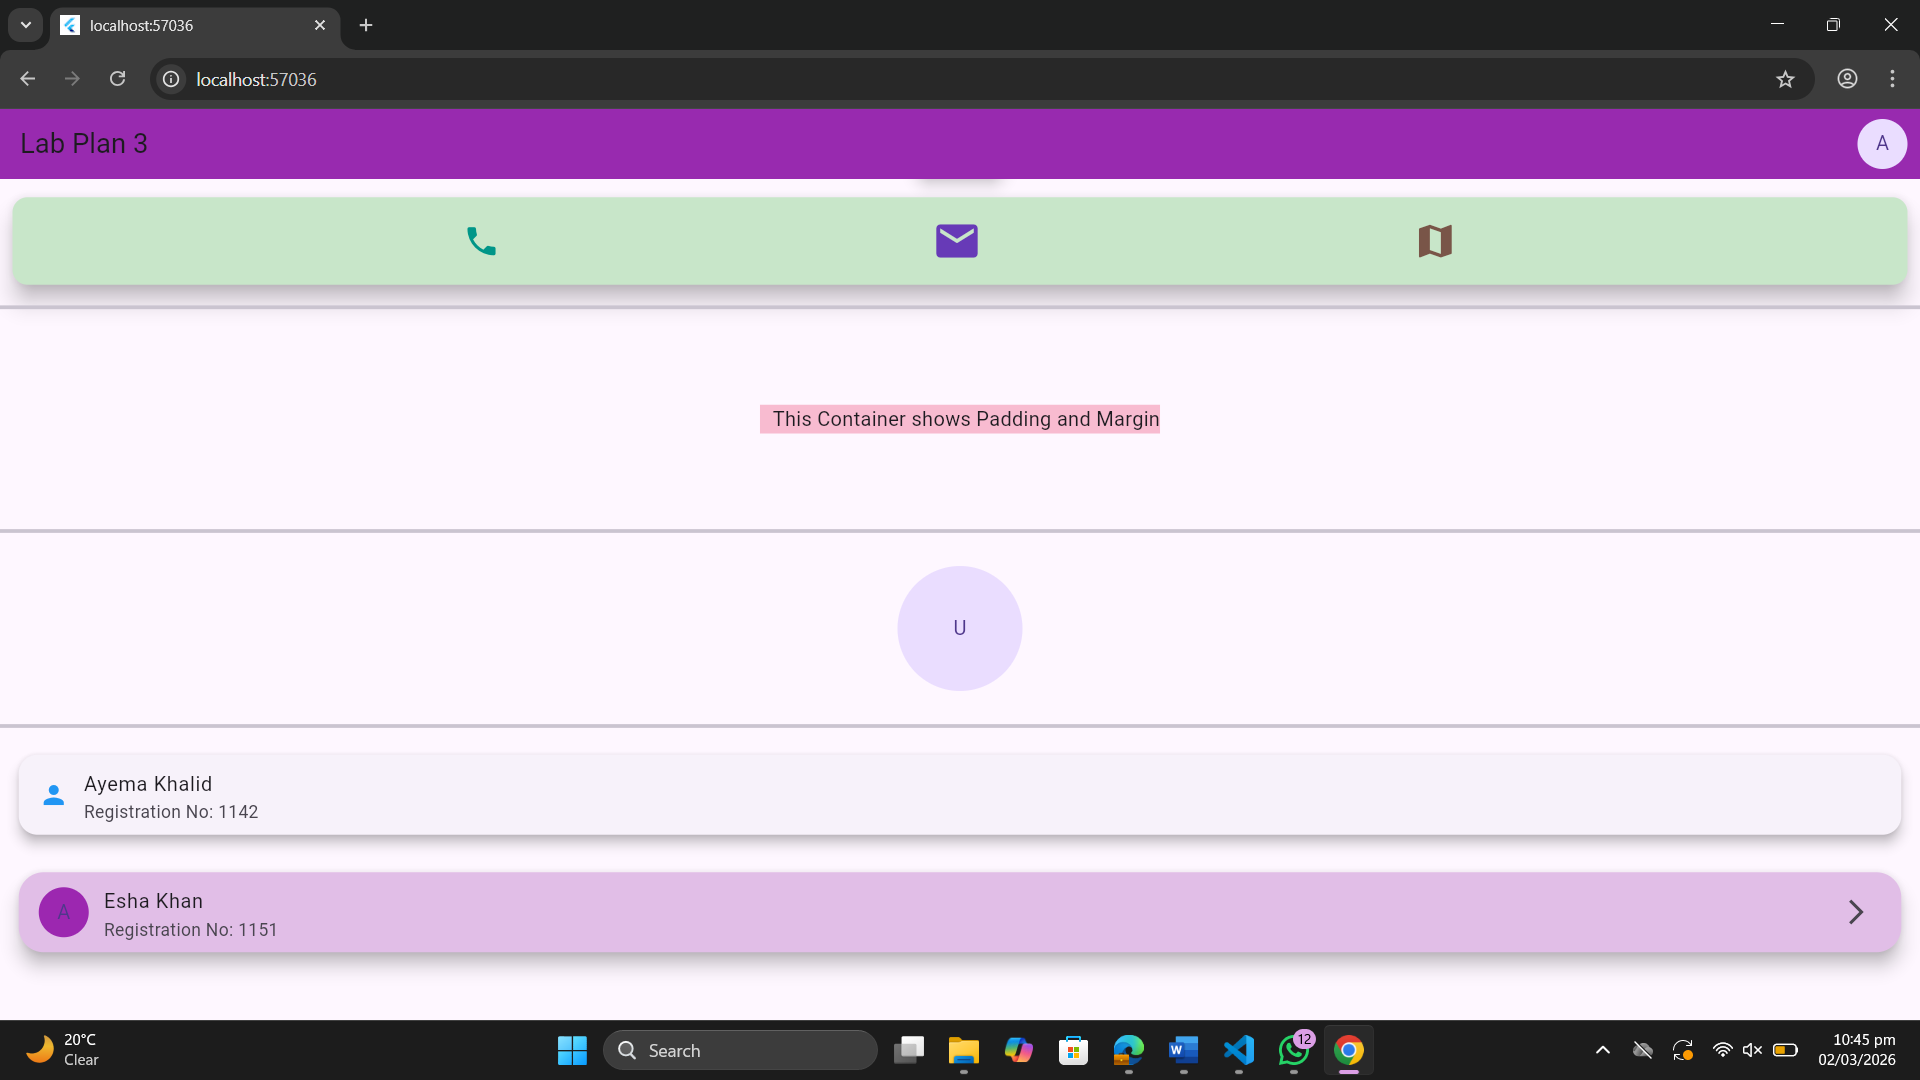 localhost:57036
localhost:57036
Lab Plan 3
A
This Container shows Padding and Margin
U
Ayema Khalid
Registration No: 1142
A
Esha Khan
Registration No: 1151
20°C
Clear
Search
W
12
10:45 pm
02/03/2026